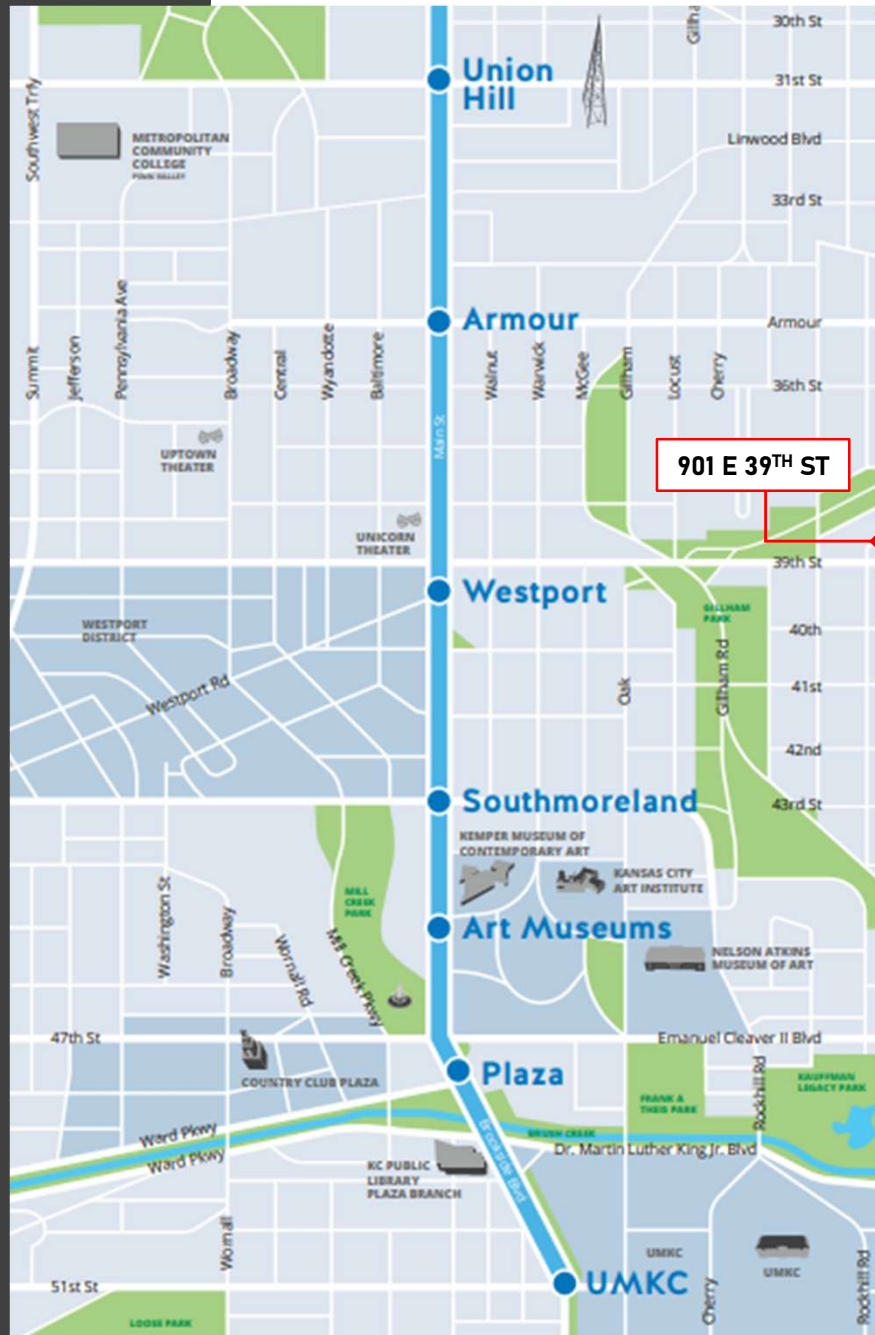 30th St
Gillha
Union
Hill
31st St
Southwest Trfy
METROPOLITAN
COMMUNITY
COLLEGE
PENN VALLEY
Linwood Blvd
33rd St
Armour
Armour
Summit
Jefferson
Pennsylvania Ave
Broadway
Central
Wyandotte
Baltimore
Main St
Walnut
Warwick
McGee
Gillham
Locust
Cherry
36th St
UPTOWN
THEATER
901 E 39TH ST
UNICORN
THEATER
39th St
Westport
WESTPORT
DISTRICT
GILLHAM
PARK
40th
Westport Rd
Oak
Gillham Rd
41st
42nd
Southmoreland
43rd St
KEMPER MUSEUM OF
CONTEMPORARY ART
KANSAS CITY
ART INSTITUTE
MILL
CREEK
PARK
Washington St
Broadway
Wornall Rd
Mill Creek Pkwy
Art Museums
NELSON ATKINS
MUSEUM OF ART
47th St
Emanuel Cleaver II Blvd
Plaza
COUNTRY CLUB PLAZA
Rockhill Rd
KAUFFMAN
LEGACY PARK
FRANK A
THEIS PARK
Ward Pkwy
Ward Pkwy
Brookside Blvd
BRUSH CREEK
Dr. Martin Luther King Jr. Blvd
KC PUBLIC
LIBRARY
PLAZA BRANCH
Wornall
UMKC
UMKC
Cherry
Rockhill Rd
51st St
UMKC
LOOSE PARK